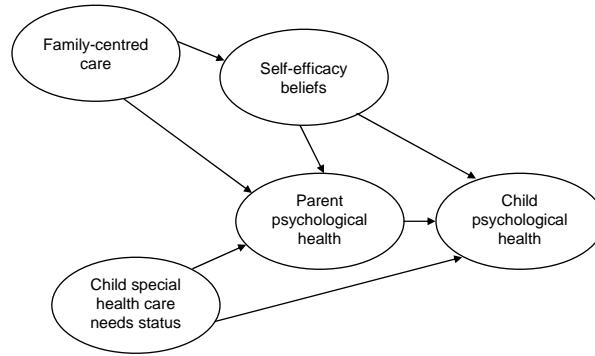 Family-centred
care
Self-efficacy
beliefs
Parent
psychological
health
Child
psychological
health
Child special
health care
needs status